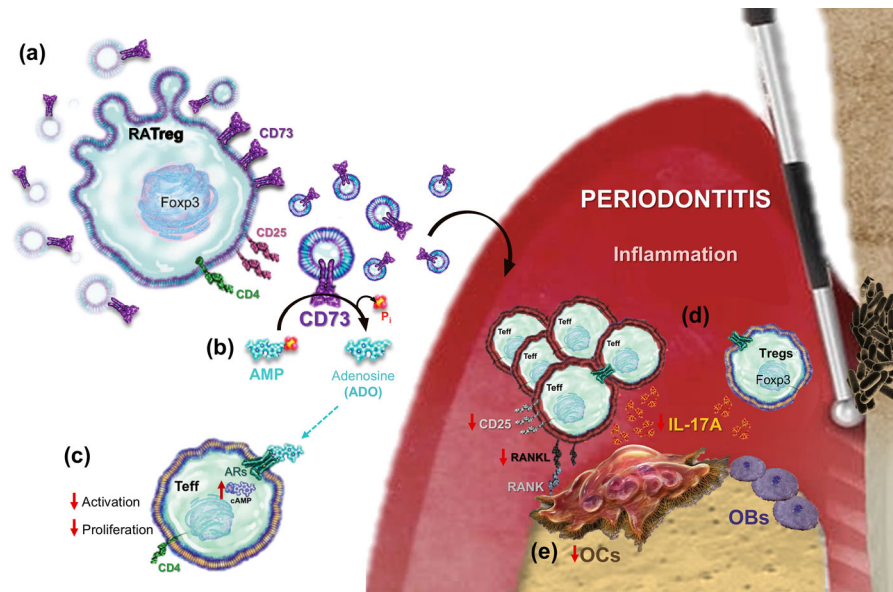 (a)
RATreg
CD73
Foxp3
CD25
CD4
CD73
Pi
(b)
AMP
Adenosine
(ADO)
(c)
ARs
Teff
cAMP
Activation
Proliferation
CD4
PERIODONTITIS
Inflammation
(d)
Teff
Teff
Teff
Teff
Teff
Tregs
Foxp3
CD25
IL-17A
RANKL
RANK
OBs
(e)
OCs